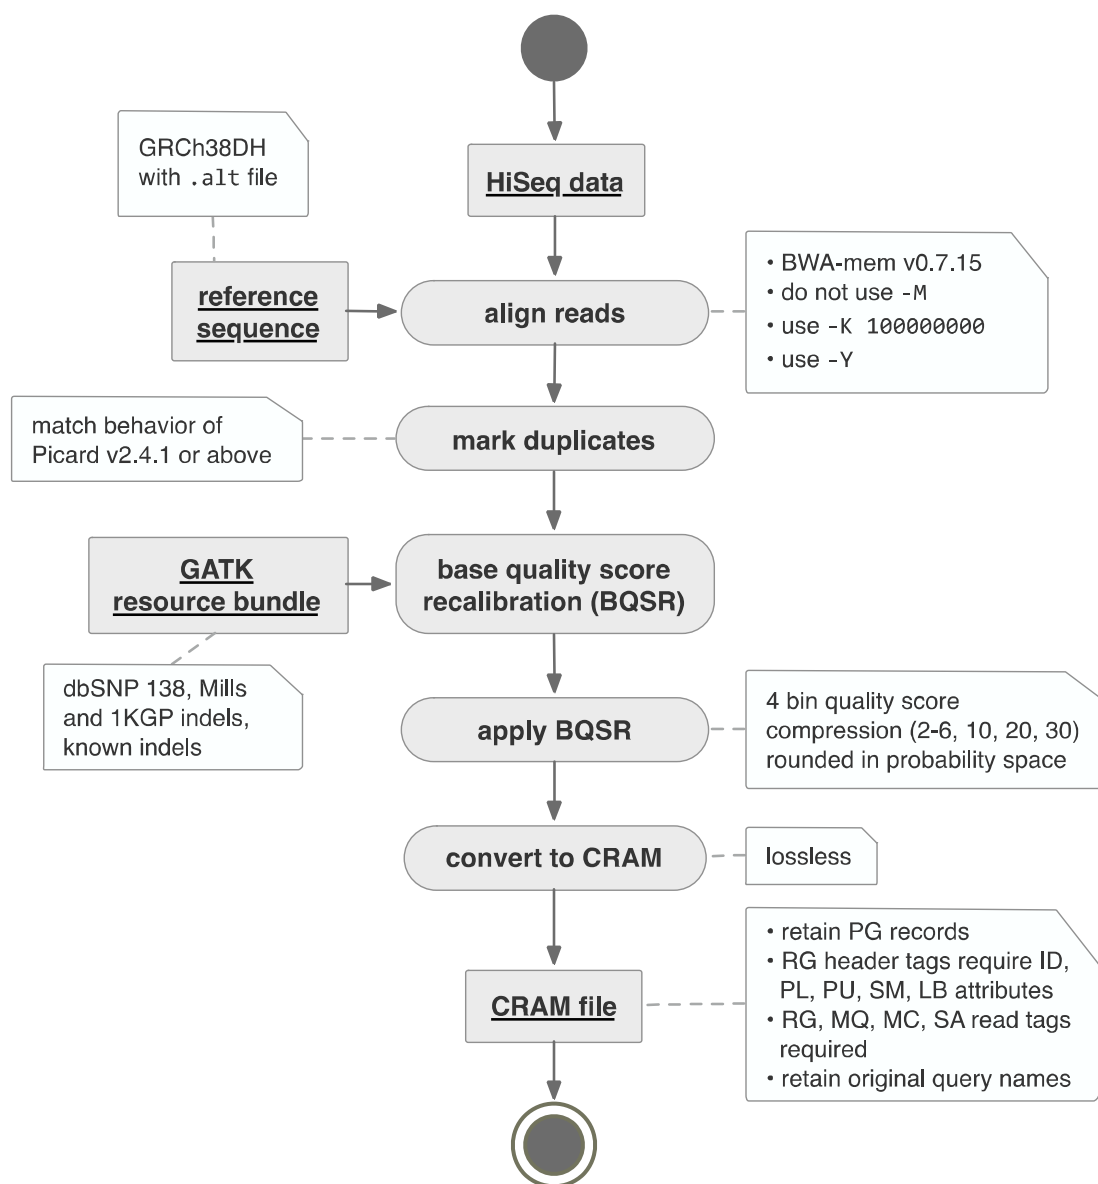 GRCh38DH
with .alt file
HiSeq data
reference
sequence
align reads
• BWA-mem v0.7.15
• do not use -M
• use -K 100000000
• use -Y
match behavior of
Picard v2.4.1 or above
mark duplicates
GATK
resource bundle
base quality score
recalibration (BQSR)
dbSNP 138, Mills
and 1KGP indels,
known indels
apply BQSR
4 bin quality score
compression (2-6, 10, 20, 30)
rounded in probability space
convert to CRAM
lossless
CRAM file
• retain PG records
• RG header tags require ID,
PL, PU, SM, LB attributes
• RG, MQ, MC, SA read tags
required
• retain original query names